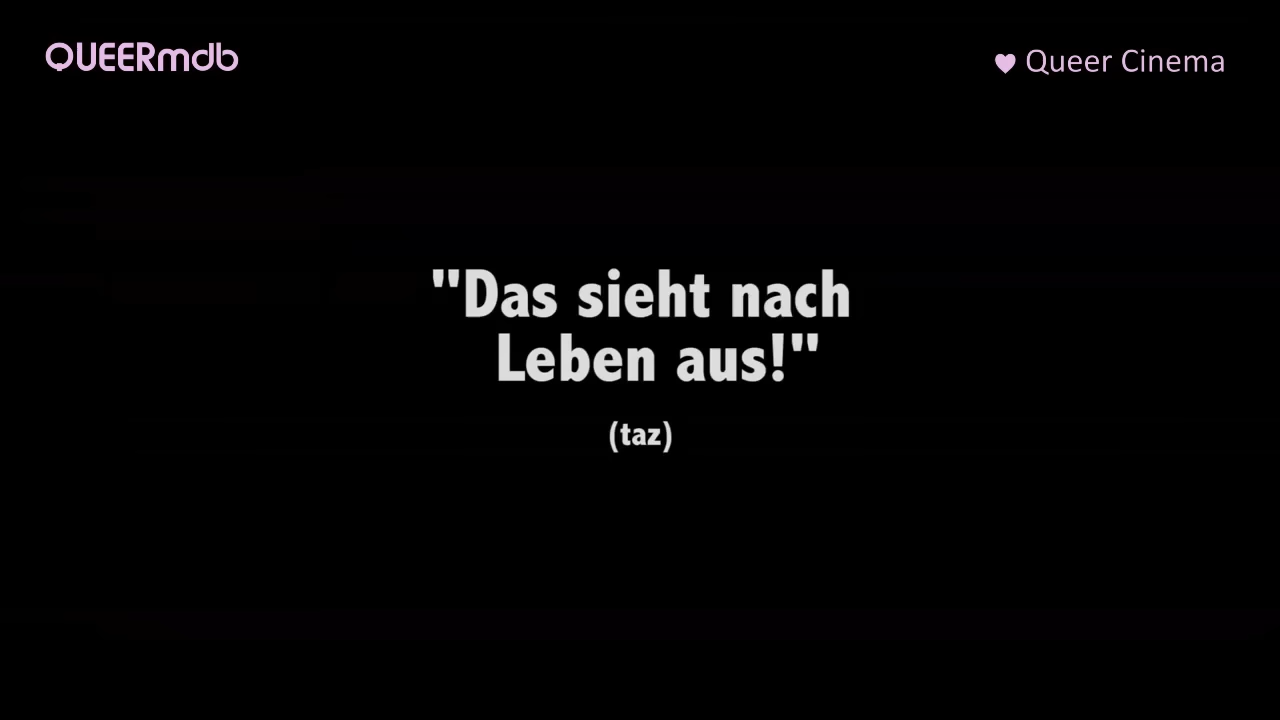 QUEERmdb
♥ Queer Cinema
"Das sieht nach
Leben aus!"
(taz)